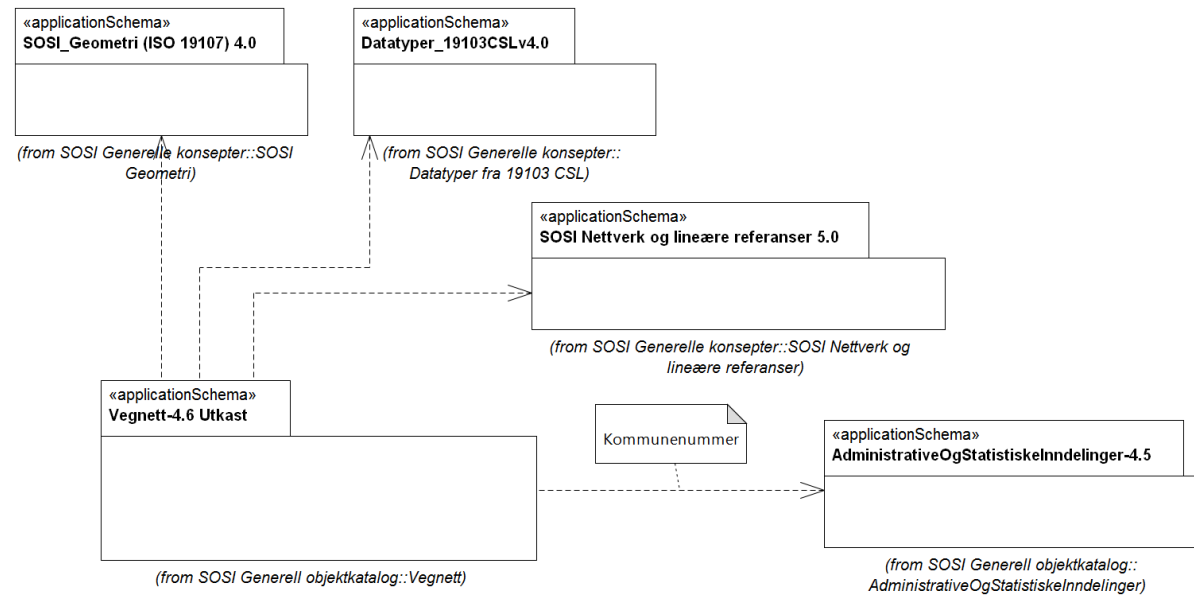 «applicationSchema»
SOSI_Geometri (ISO 19107) 4.0
(from SOSI Generelle konsepter::SOSI
Geometri)
«applicationSchema»
Datatyper_19103CSLv4.0
(from SOSI Generelle konsepter::
Datatyper fra 19103 CSL)
«applicationSchema»
SOSI Nettverk og lineære referanser 5.0
(from SOSI Generelle konsepter::SOSI Nettverk og
lineære referanser)
«applicationSchema»
Vegnett-4.6 Utkast
(from SOSI Generell objektkatalog::Vegnett)
Kommunenummer
«applicationSchema»
AdministrativeOgStatistiskeInndelinger-4.5
(from SOSI Generell objektkatalog::
AdministrativeOgStatistiskeInndelinger)